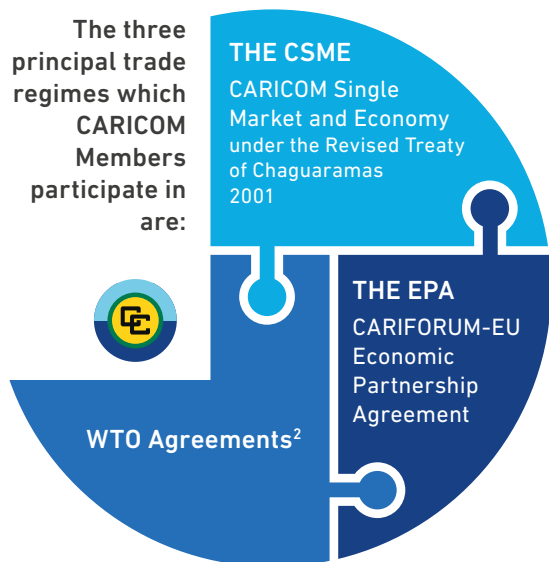 The three
principal trade
regimes which
CARICOM
Members
participate in
are:
THE CSME
CARICOM Single
Market and Economy
under the Revised Treaty
of Chaguaramas
2001
THE EPA
CARIFORUM-EU
Economic
Partnership
Agreement
WTO Agreements²
CC